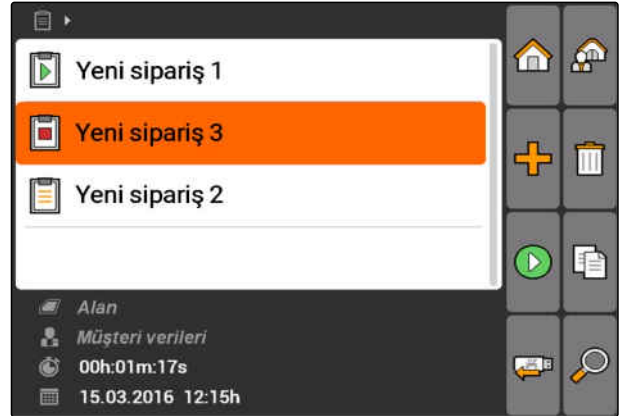 Yeni sipariş 1
Yeni sipariş 3
Yeni sipariş 2
Alan
Müşteri verileri
00h:01m:17s
15.03.2016 12:15h